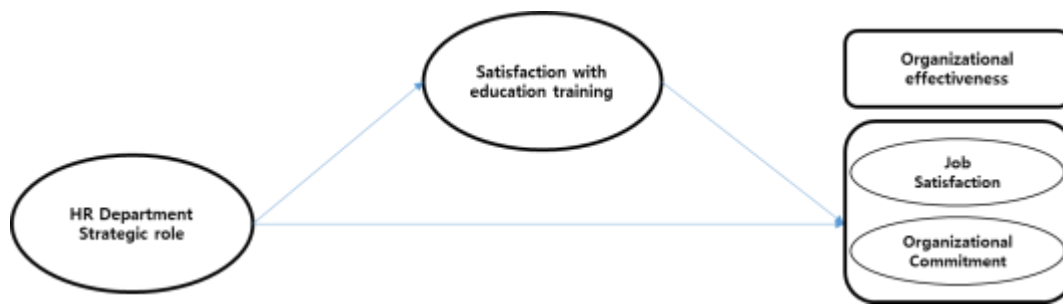 Satisfaction with
education training
Organizational
effectiveness
Job
Satisfaction
HR Department
Strategic role
Organizational
Commitment